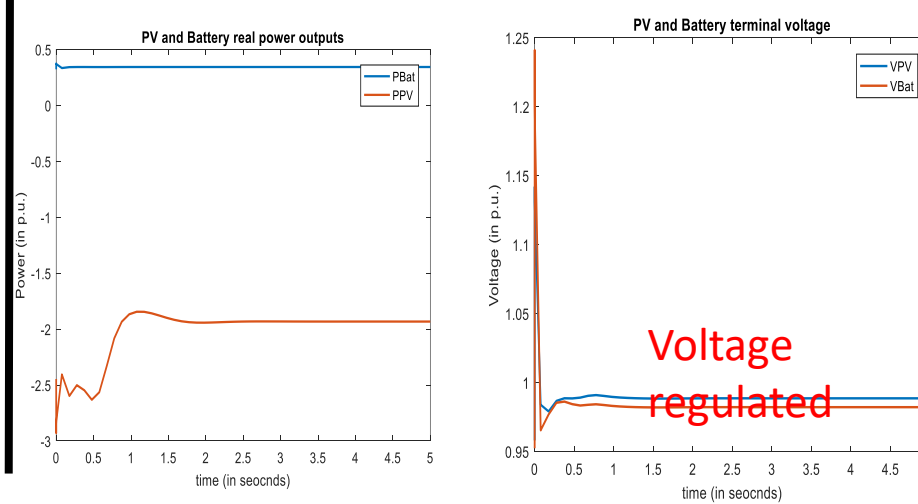 PV and Battery real power outputs
0.5
0
-0.5
-1
-1.5
-2
-2.5
-3
Power (in p.u.)
PBat
PPV
0 0.5 1 1.5 2 2.5 3 3.5 4 4.5 5
time (in seocnds)
PV and Battery terminal voltage
1.25
1.2
1.15
1.1
1.05
1
0.95
Voltage (in p.u.)
VPV
VBat
Voltage
regulated
0 0.5 1 1.5 2 2.5 3 3.5 4 4.5
time (in seocnds)